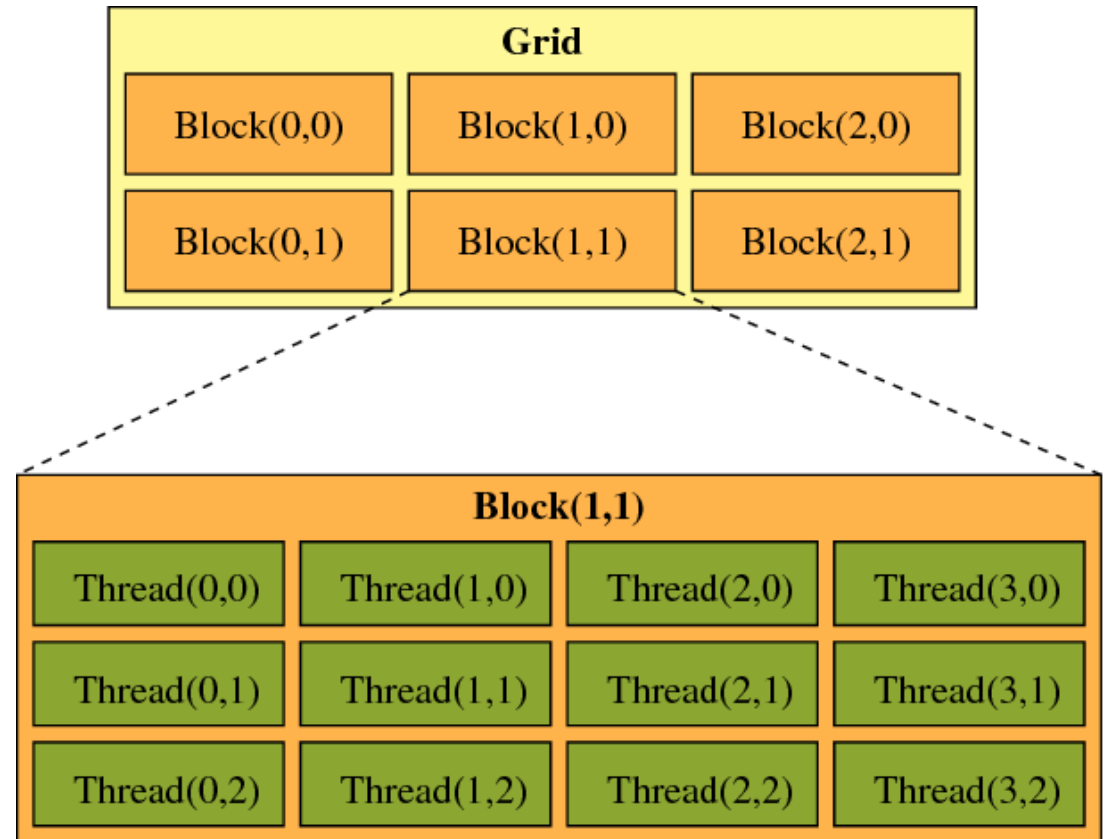 Grid
Block(0,0) Block(1,0) Block(2,0)
Block(0,1) Block(1,1) Block(2,1)
Block(1,1)
Thread(0,0) Thread(1,0) Thread(2,0) Thread(3,0)
Thread(0,1) Thread(1,1) Thread(2,1) Thread(3,1)
Thread(0,2) Thread(1,2) Thread(2,2) Thread(3,2)